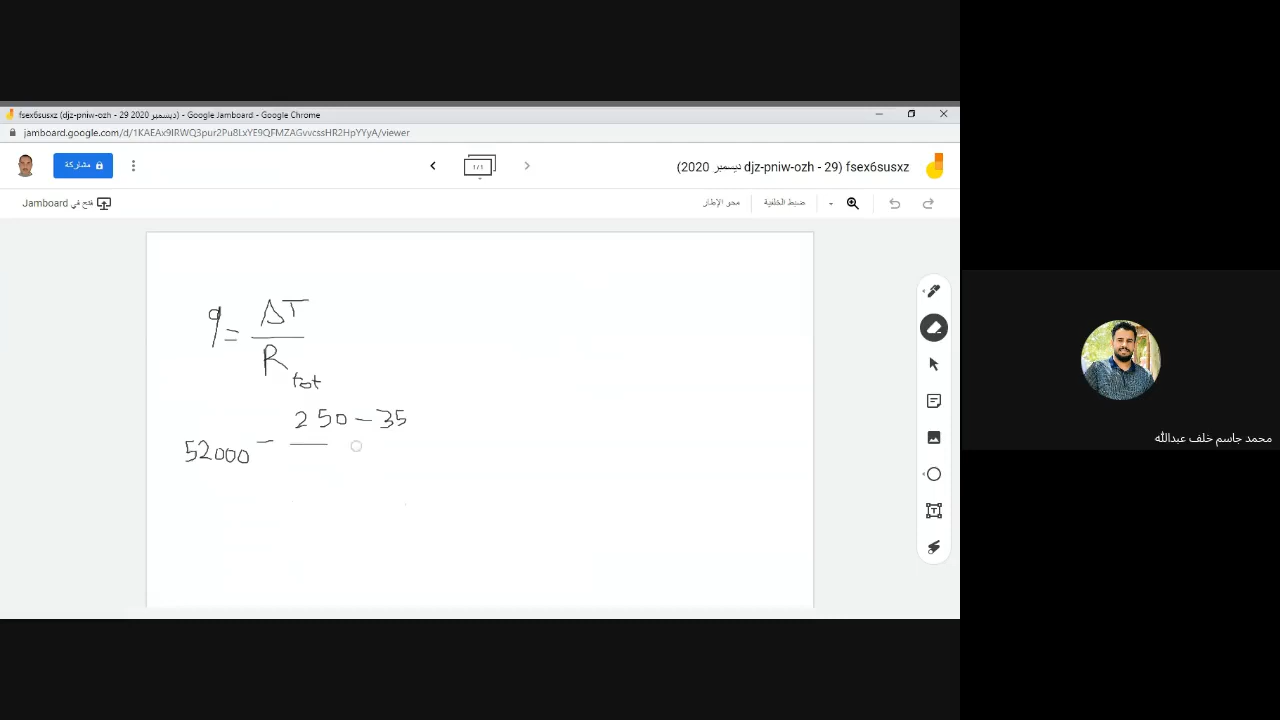 fsex6susxz (djz-pniw-ozh - 29 ديسمبر 2020) - Google Jamboard - Google Chrome
jamboard.google.com/d/1KAEAx9IRWQ3pur2Pu8LxYE9QFMZAGvvcssHR2HpYYyA/viewer
مشاركة
1/1
fsex6susxz (djz-pniw-ozh - 29 ديسمبر 2020)
فتح في Jamboard
محو الإطار
ضبط الخلفية
q = ΔT
R tot
250 - 35
52000 -
محمد جاسم خلف عبدالله